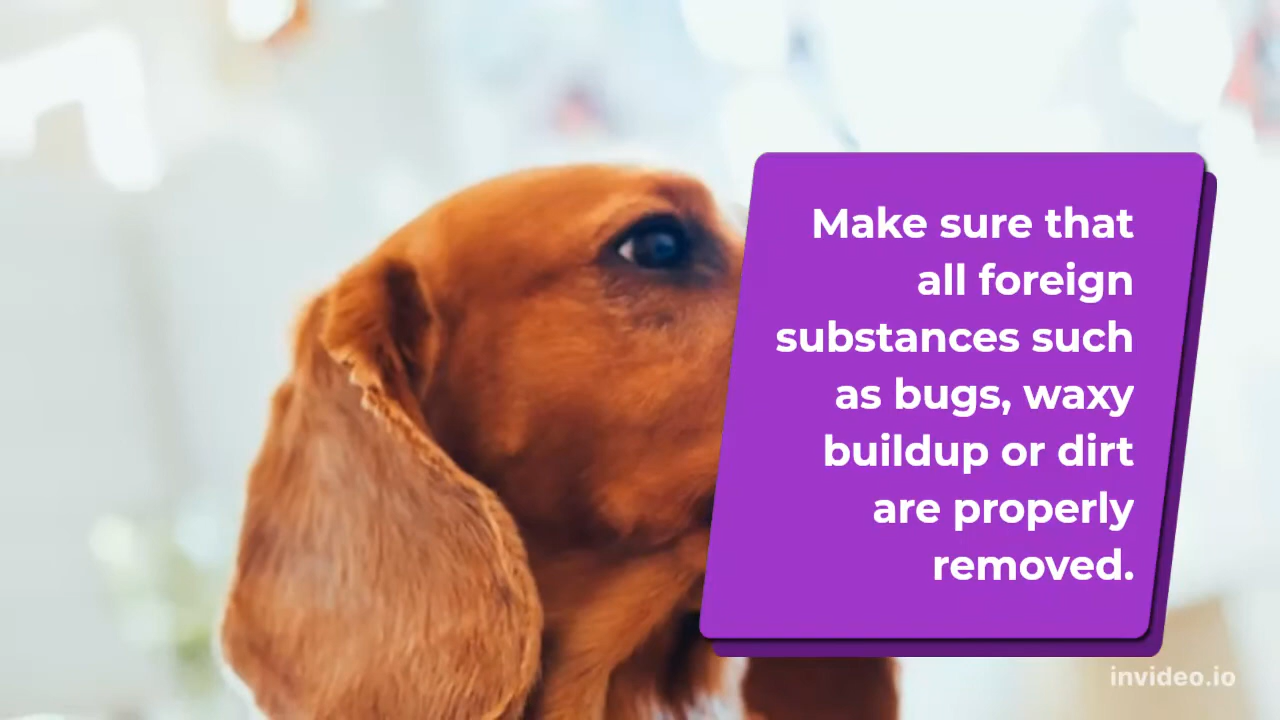 Make sure that
all foreign
substances such
as bugs, waxy
buildup or dirt
are properly
removed.
invideo.io